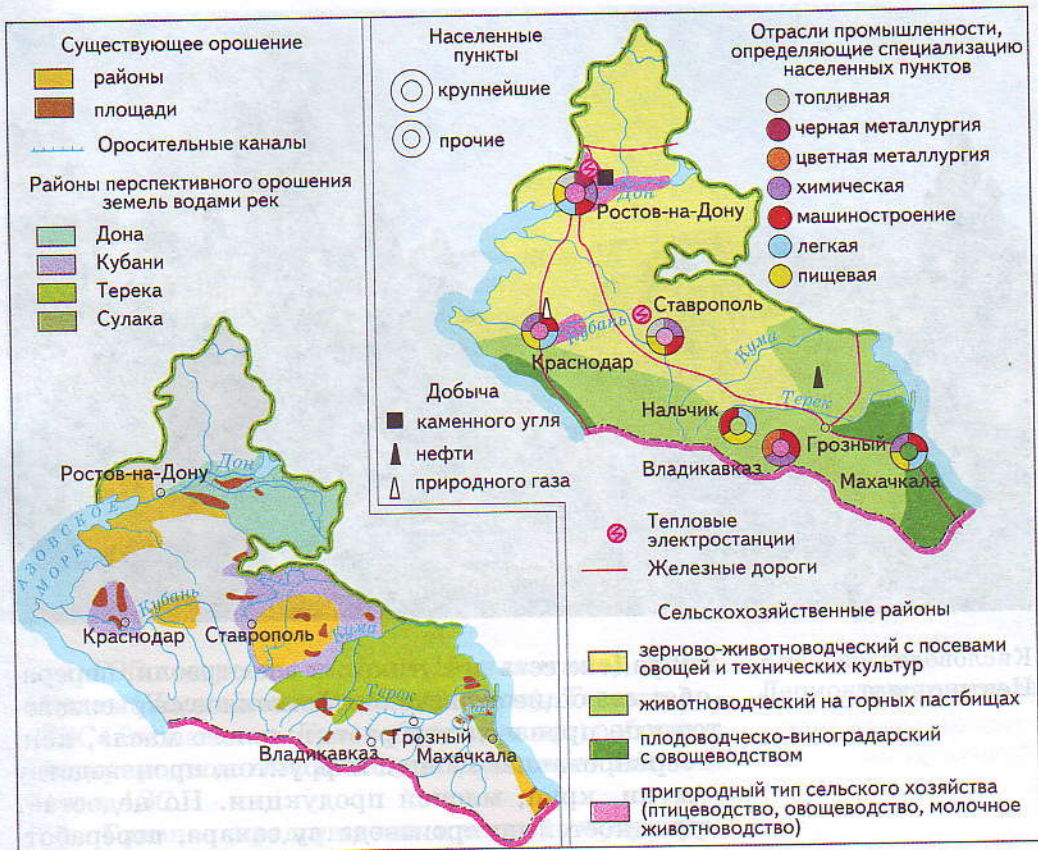 Существующее орошение
районы
площади
Оросительные каналы
Районы перспективного орошения
земель водами рек
Дона
Кубани
Терека
Сулака
Населенные
пункты
крупнейшие
прочие
Отрасли промышленности,
определяющие специализацию
населенных пунктов
топливная
черная металлургия
цветная металлургия
химическая
машиностроение
легкая
пищевая
Дон
Ростов-на-Дону
Ставрополь
Кубань
Краснодар
Кума
Терек
Нальчик
Грозный
Владикавказ
Махачкала
Добыча
каменного угля
нефти
природного газа
Тепловые
электростанции
Железные дороги
Сельскохозяйственные районы
зерново-животноводческий с посевами
овощей и технических культур
животноводческий на горных пастбищах
плодоводческо-виноградарский
с овощеводством
пригородный тип сельского хозяйства
(птицеводство, овощеводство, молочное
животноводство)
Ростов-на-Дону
Дон
АЗОВСКОЕ
МОРЕ
Кубань
Краснодар
Ставрополь
Кума
Терек
Грозный
Владикавказ
Махачкала